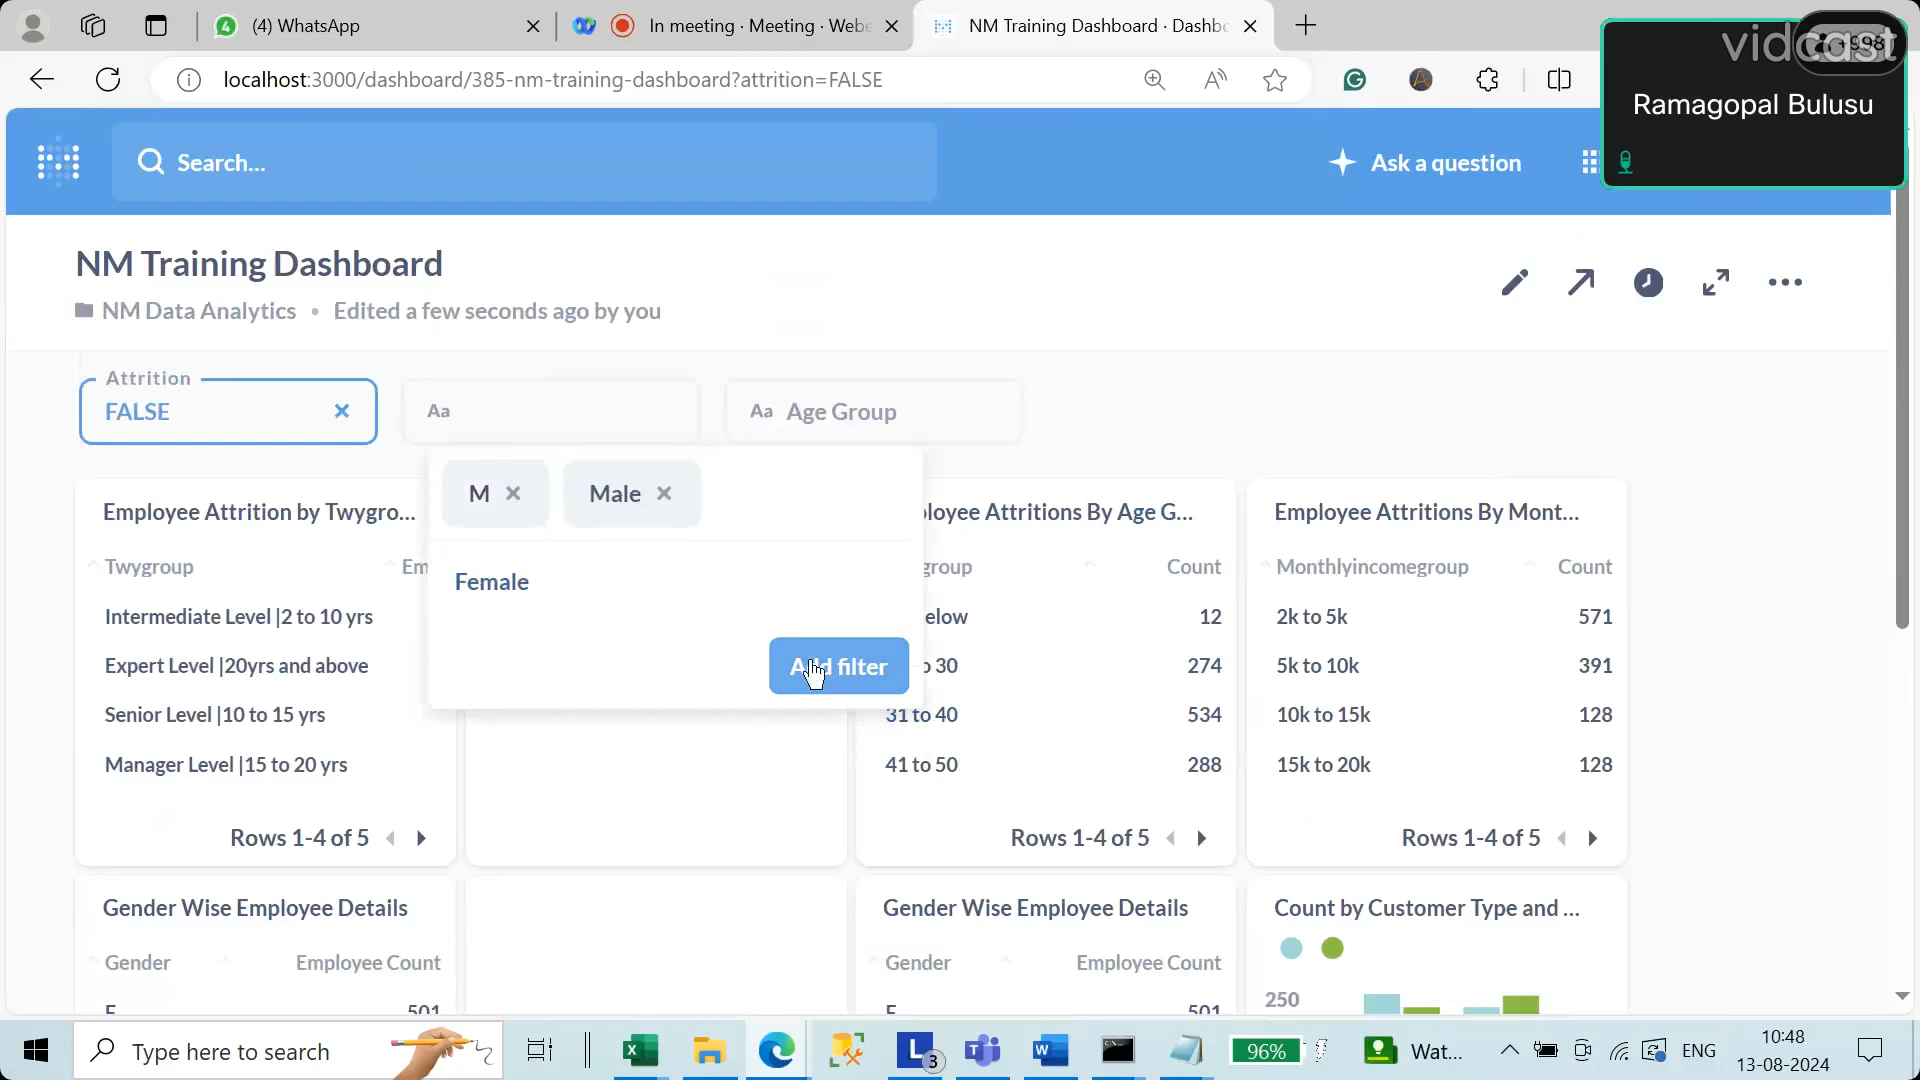 (4) WhatsApp
In meeting · Meeting · Webe
NM Training Dashboard · Dashbo
localhost:3000/dashboard/385-nm-training-dashboard?attrition=FALSE
vidcast
+998
Ramagopal Bulusu
Search...
Ask a question
NM Training Dashboard
NM Data Analytics • Edited a few seconds ago by you
Attrition
FALSE
Aa
Aa Age Group
M
Male
Female
Add filter
Employee Attrition by Twygro...
Twygroup Em
Intermediate Level |2 to 10 yrs
Expert Level |20yrs and above
Senior Level |10 to 15 yrs
Manager Level |15 to 20 yrs
Rows 1-4 of 5
loyee Attritions By Age G...
group Count
elow 12
o 30 274
31 to 40 534
41 to 50 288
Rows 1-4 of 5
Employee Attritions By Mont...
Monthlyincomegroup Count
2k to 5k 571
5k to 10k 391
10k to 15k 128
15k to 20k 128
Rows 1-4 of 5
Gender Wise Employee Details
Gender Employee Count
F 501
Gender Wise Employee Details
Gender Employee Count
F 501
Count by Customer Type and ...
250
Type here to search
3
96%
Wat...
ENG
10:48
13-08-2024